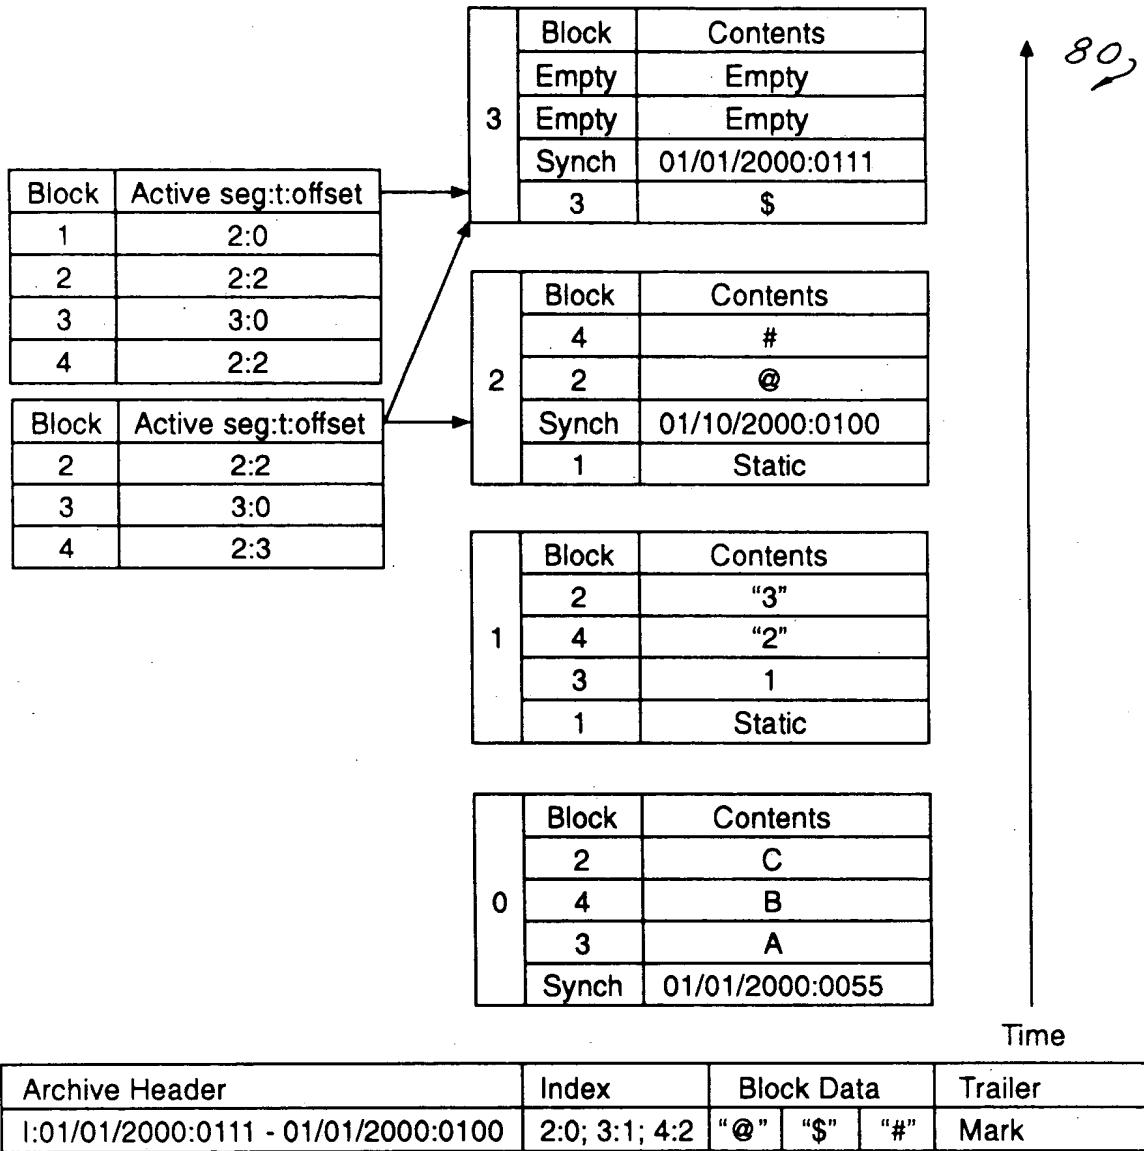 80
3
Block Contents
Empty Empty
Empty Empty
Synch 01/01/2000:0111
3 $
Block Active seg:t:offset
1 2:0
2 2:2
3 3:0
4 2:2
Block Active seg:t:offset
2 2:2
3 3:0
4 2:3
2
Block Contents
4 #
2 @
Synch 01/10/2000:0100
1 Static
1
Block Contents
2 “3”
4 “2”
3 1
1 Static
0
Block Contents
2 C
4 B
3 A
Synch 01/01/2000:0055
Time
Archive Header Index Block Data Trailer
I:01/01/2000:0111 - 01/01/2000:0100 2:0; 3:1; 4:2 “@” “$” “#” Mark